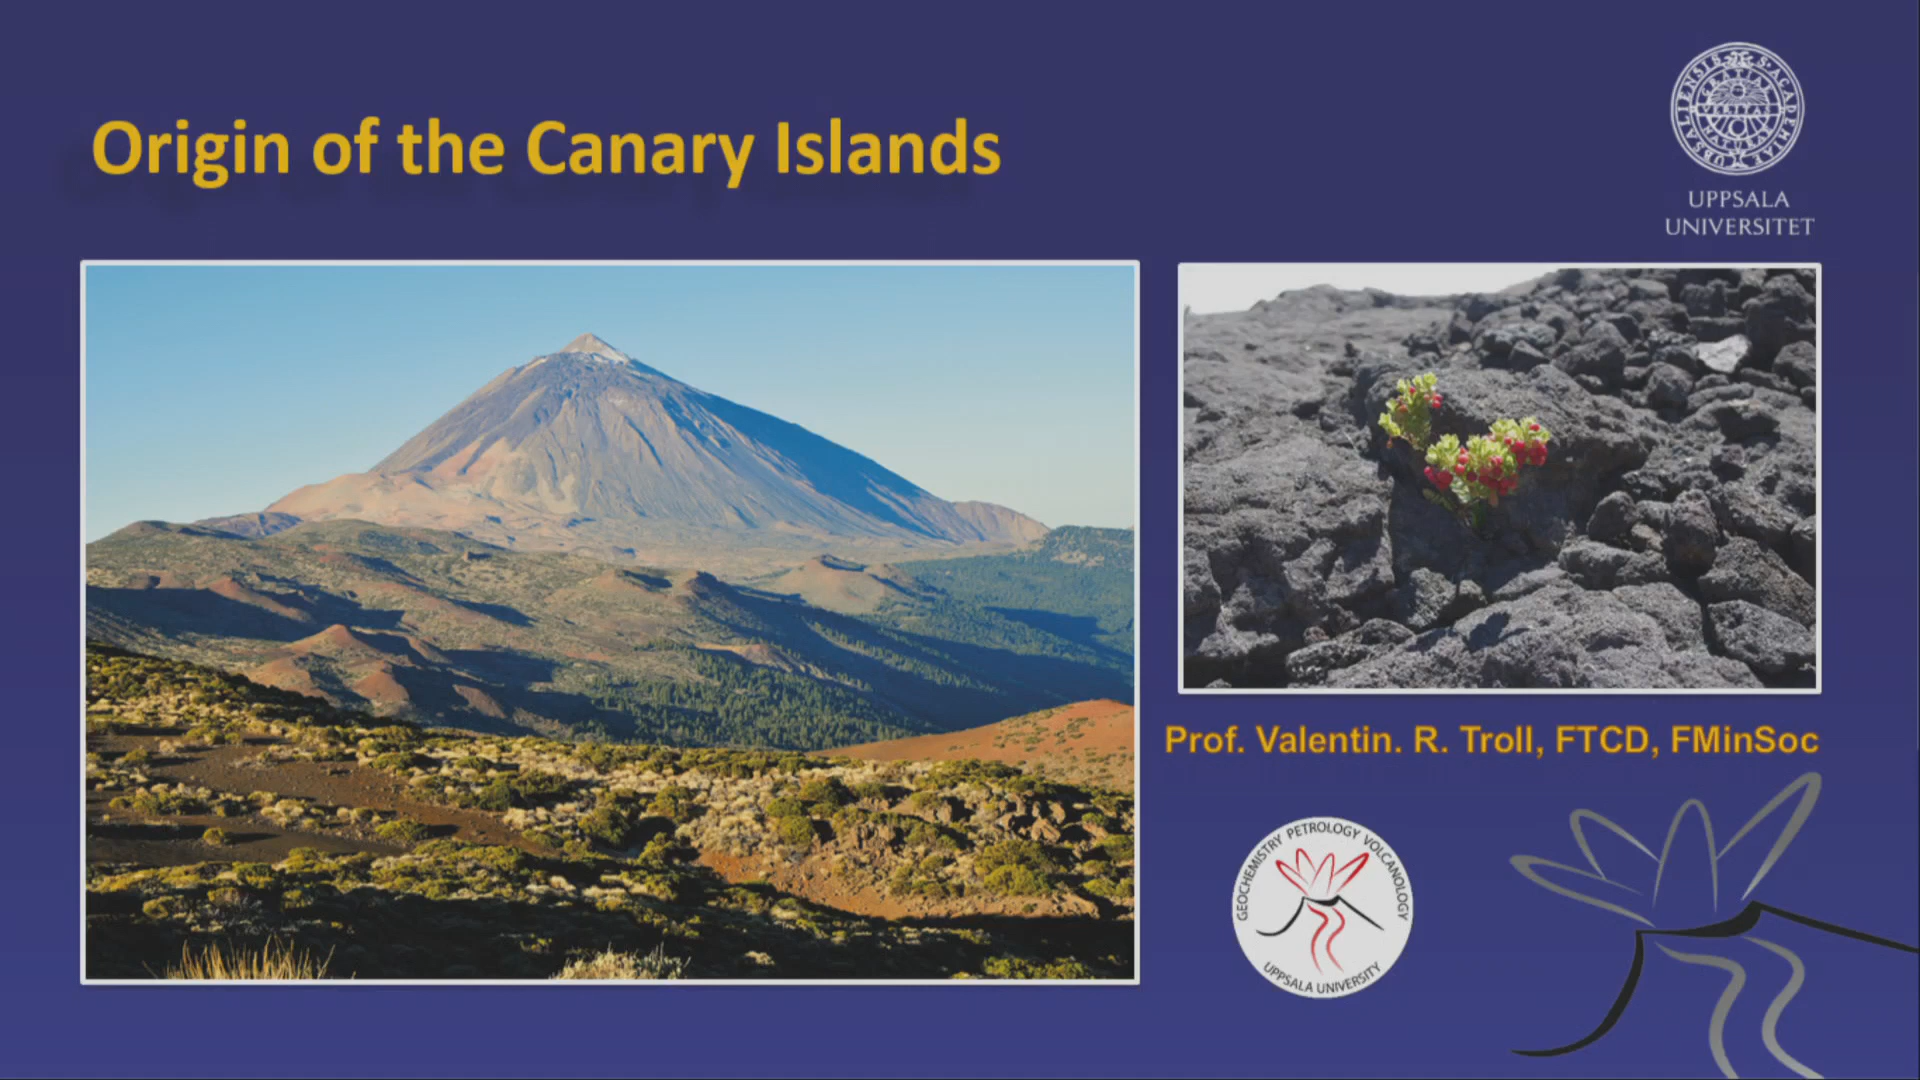 Origin of the Canary Islands
UPPSALA
UNIVERSITET
Prof. Valentin. R. Troll, FTCD, FMinSoc
GEOCHEMISTRY PETROLOGY VOLCANOLOGY
UPPSALA UNIVERSITY